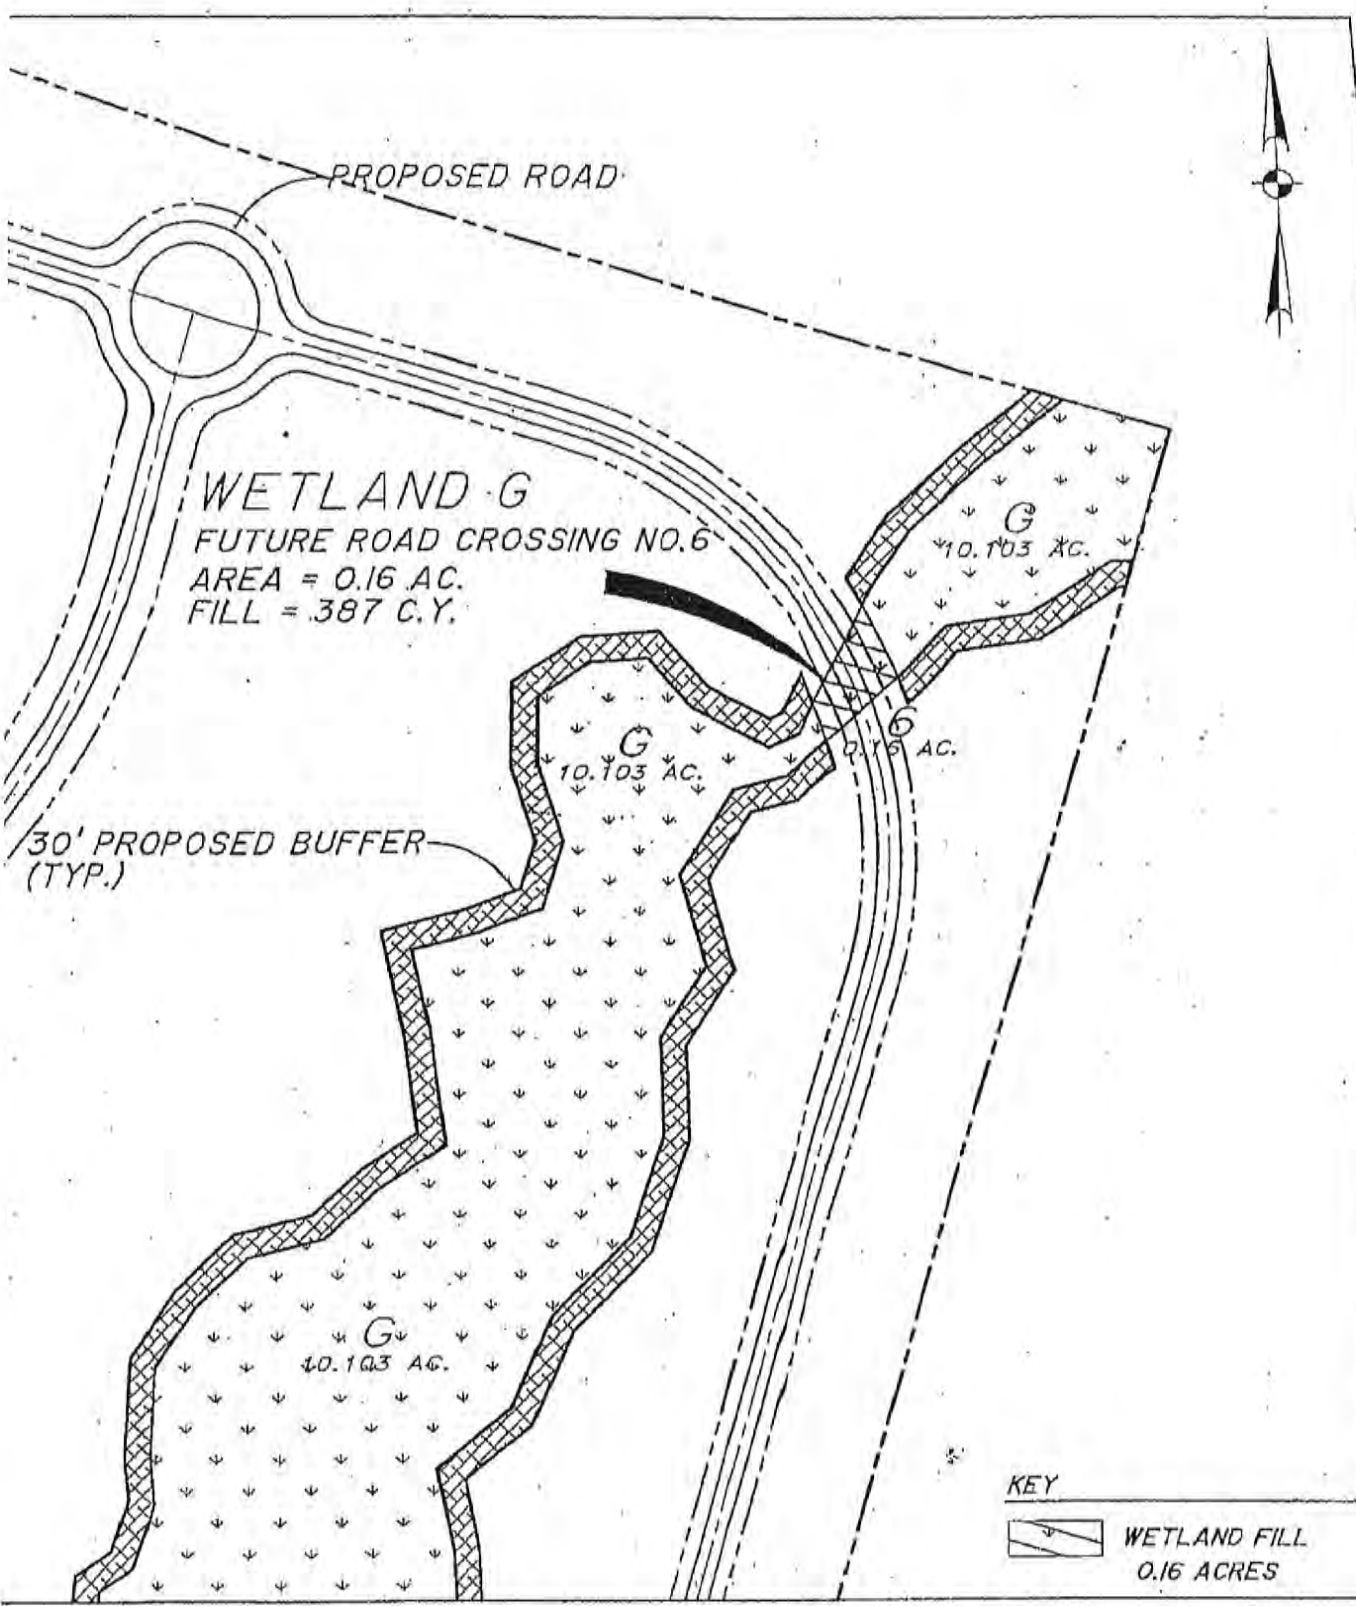 PROPOSED ROAD
WETLAND G
FUTURE ROAD CROSSING NO.6
AREA = 0.16 AC.
FILL = 387 C.Y.
G
10.103 AC.
G
10.103 AC.
6
0.16 AC.
30' PROPOSED BUFFER
(TYP.)
G
10.103 AC.
KEY
WETLAND FILL
0.16 ACRES